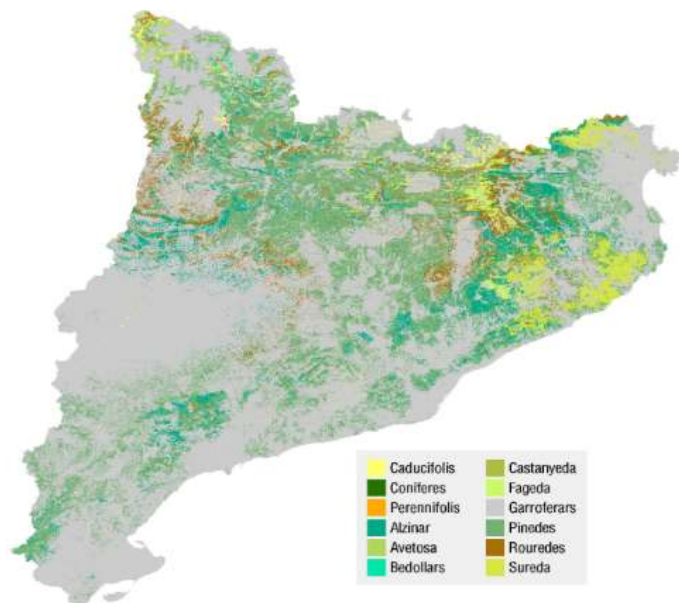 Caducifolis
Coníferes
Perennifolis
Alzinar
Avetosa
Bedollars
Castanyeda
Fageda
Garroferars
Pinedes
Rouredes
Sureda